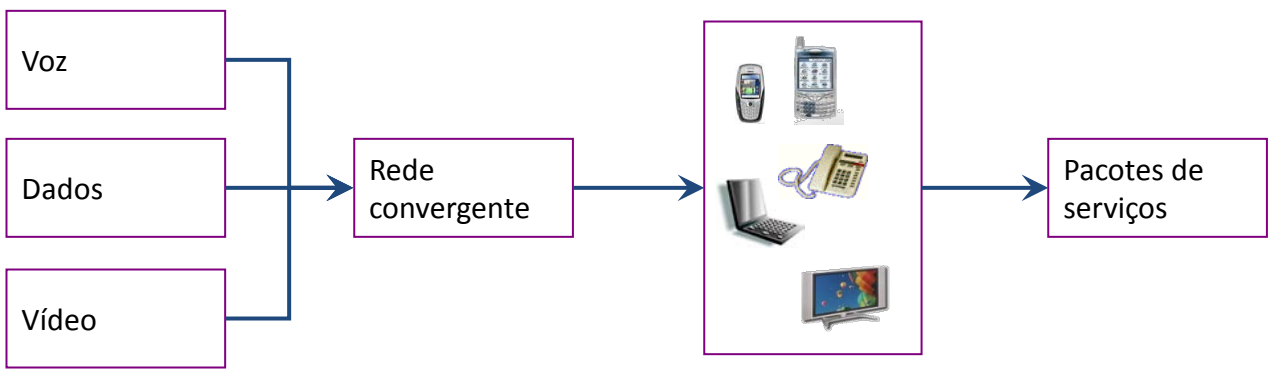 Voz
Dados
Vídeo
Rede
convergente
Pacotes de
serviços